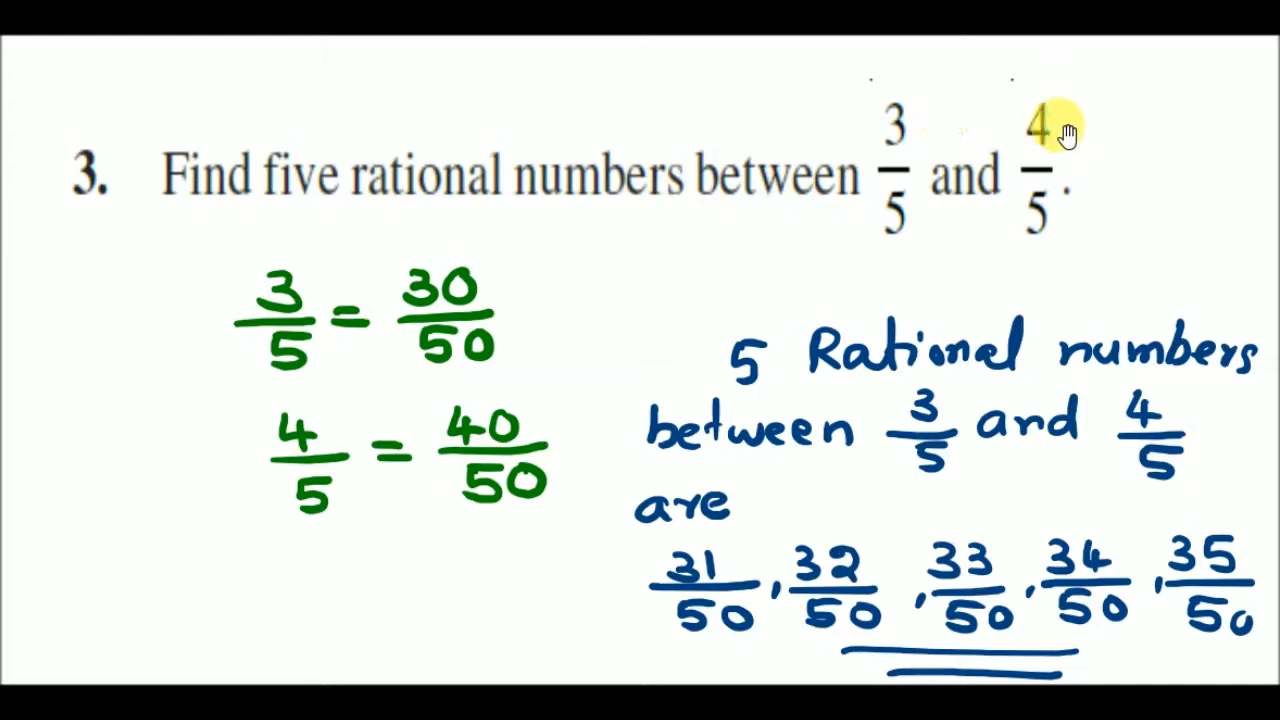 3. Find five rational numbers between 3/5 and 4/5.
3/5 = 30/50
4/5 = 40/50
5 Rational numbers
between 3/5 and 4/5
are
31/50, 32/50, 33/50, 34/50, 35/50